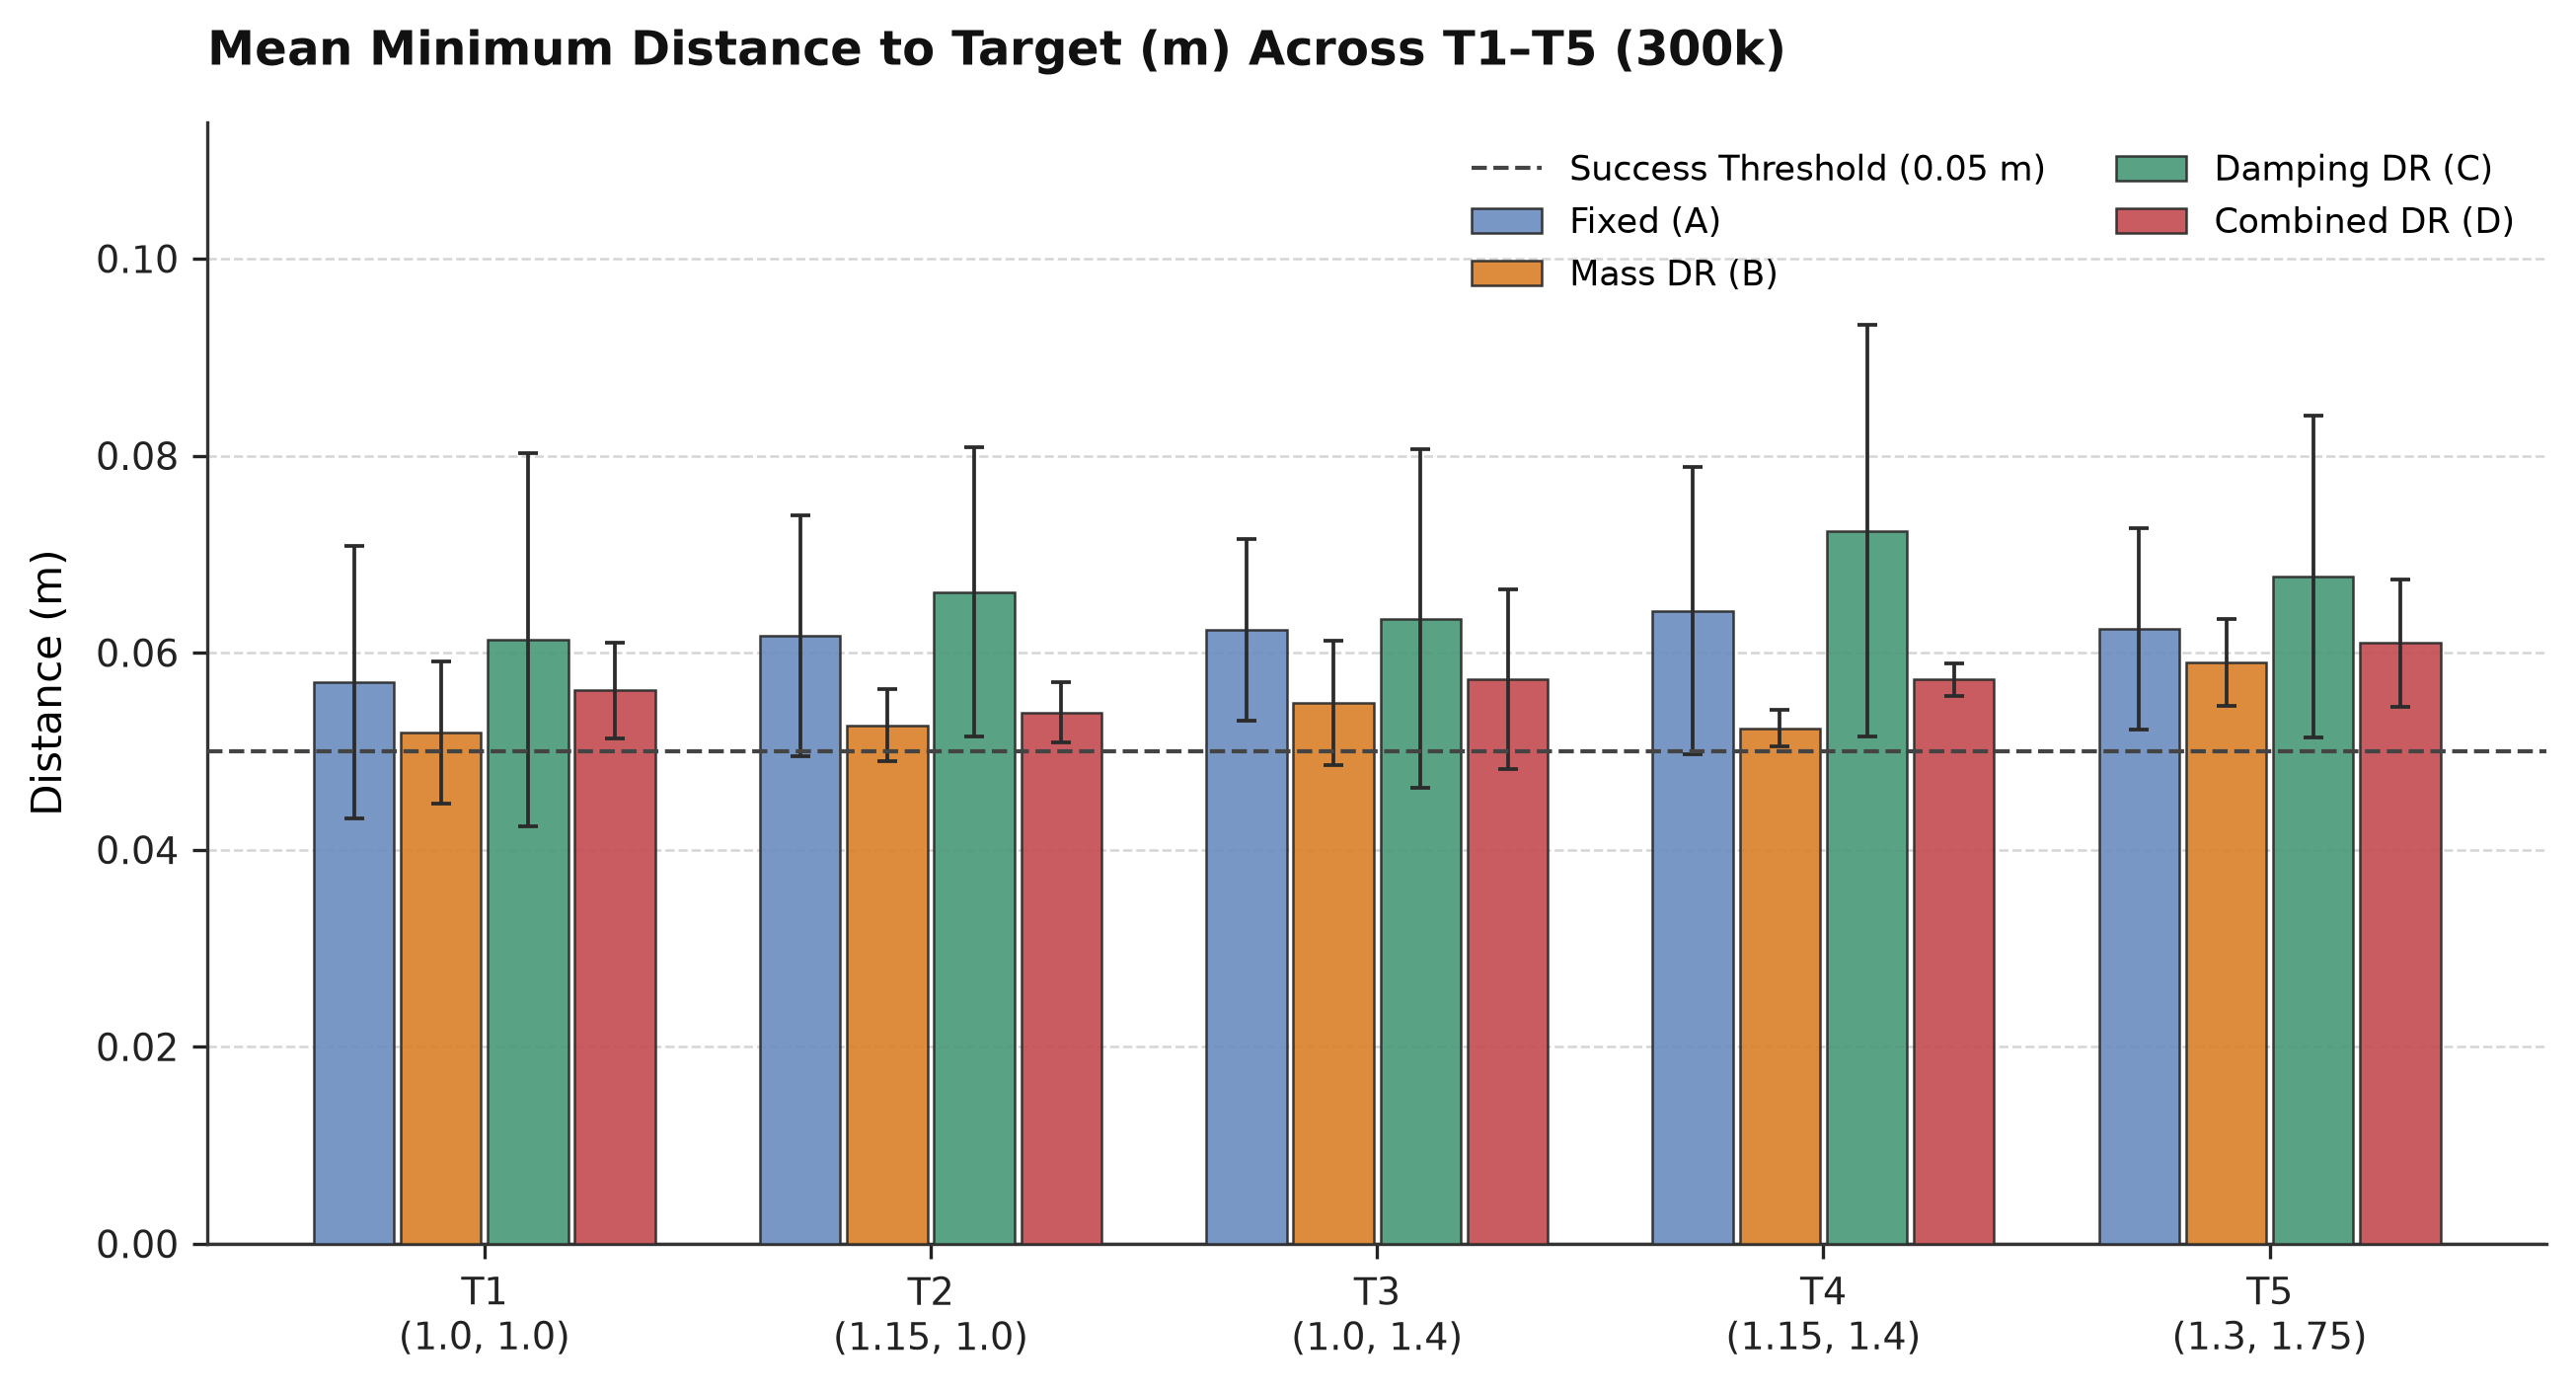 Mean Minimum Distance to Target (m) Across T1–T5 (300k)
Success Threshold (0.05 m)
Fixed (A)
Mass DR (B)
Damping DR (C)
Combined DR (D)
Distance (m)
0.10
0.08
0.06
0.04
0.02
0.00
T1
(1.0, 1.0)
T2
(1.15, 1.0)
T3
(1.0, 1.4)
T4
(1.15, 1.4)
T5
(1.3, 1.75)